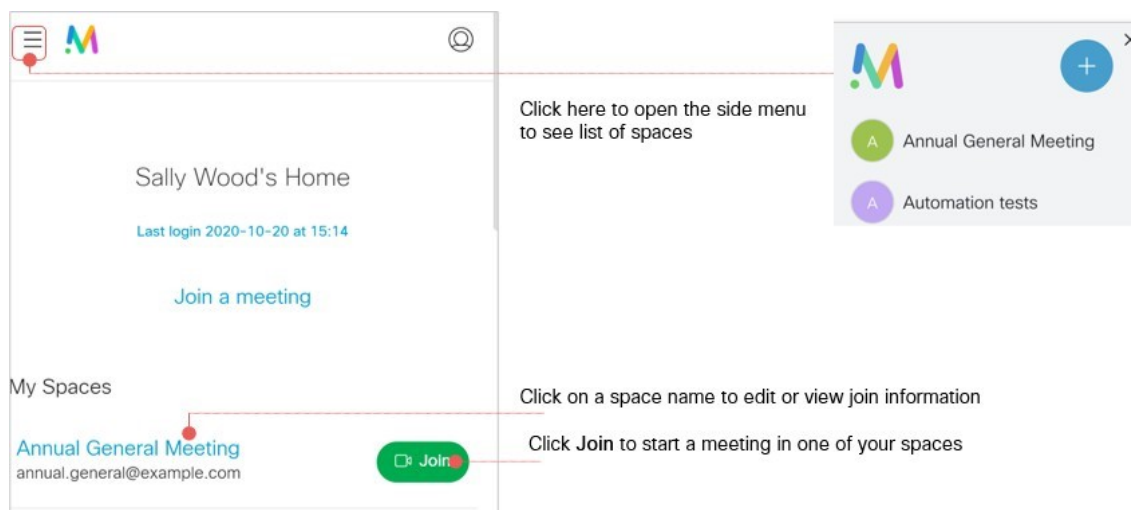 Click here to open the side menu
to see list of spaces
A Annual General Meeting
A Automation tests
Sally Wood's Home
Last login 2020-10-20 at 15:14
Join a meeting
My Spaces
Click on a space name to edit or view join information
Annual General Meeting
annual.general@example.com
Join
Click Join to start a meeting in one of your spaces